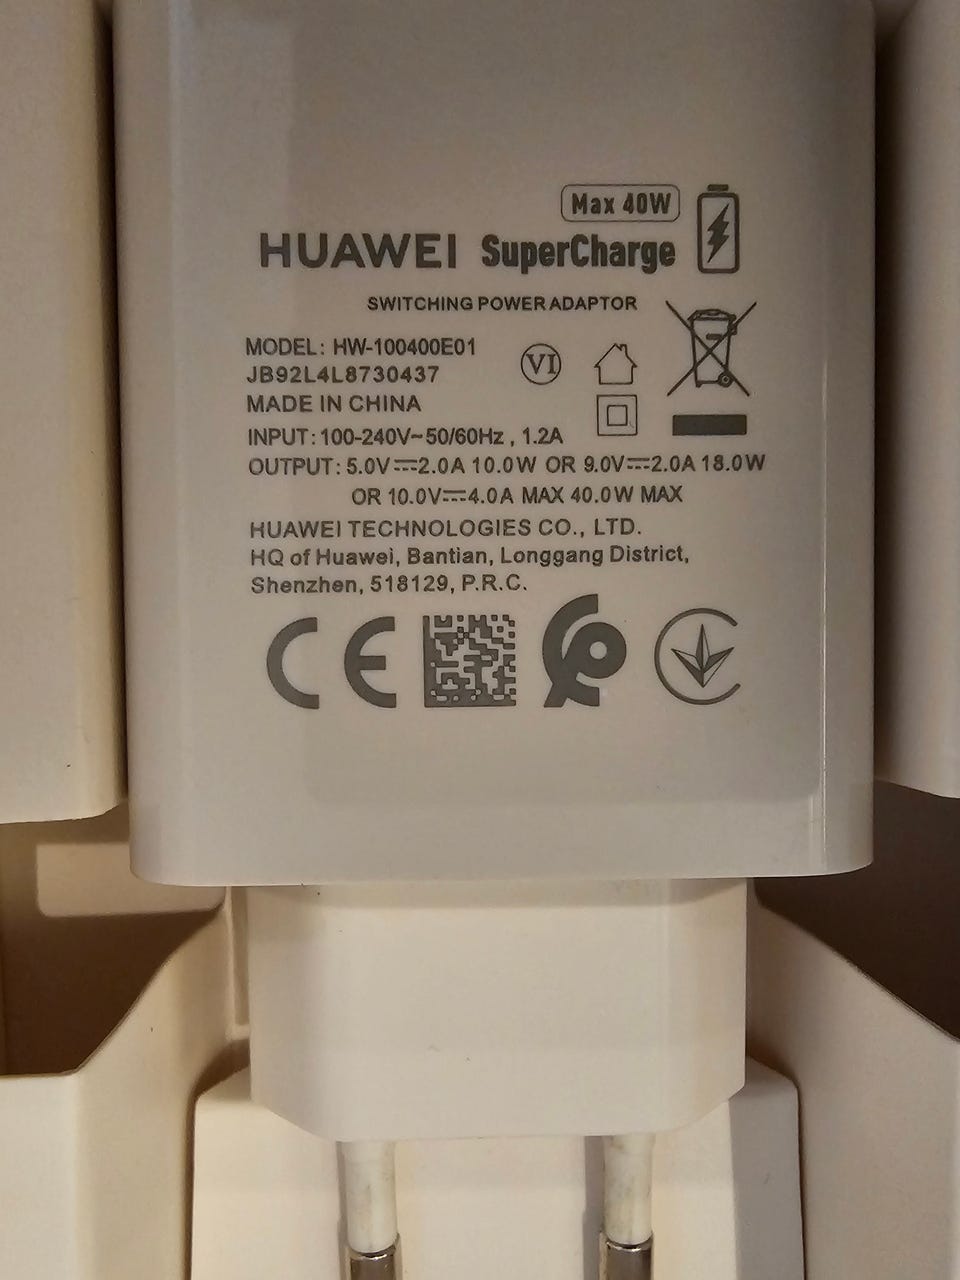 Max 40W
HUAWEI SuperCharge
SWITCHING POWER ADAPTOR
MODEL: HW-100400E01
JB92L4L8730437
MADE IN CHINA
VI
INPUT: 100-240V~50/60Hz , 1.2A
OUTPUT: 5.0V⎓2.0A 10.0W OR 9.0V⎓2.0A 18.0W
OR 10.0V⎓4.0A MAX 40.0W MAX
HUAWEI TECHNOLOGIES CO., LTD.
HQ of Huawei, Bantian, Longgang District,
Shenzhen, 518129, P.R.C.
CE